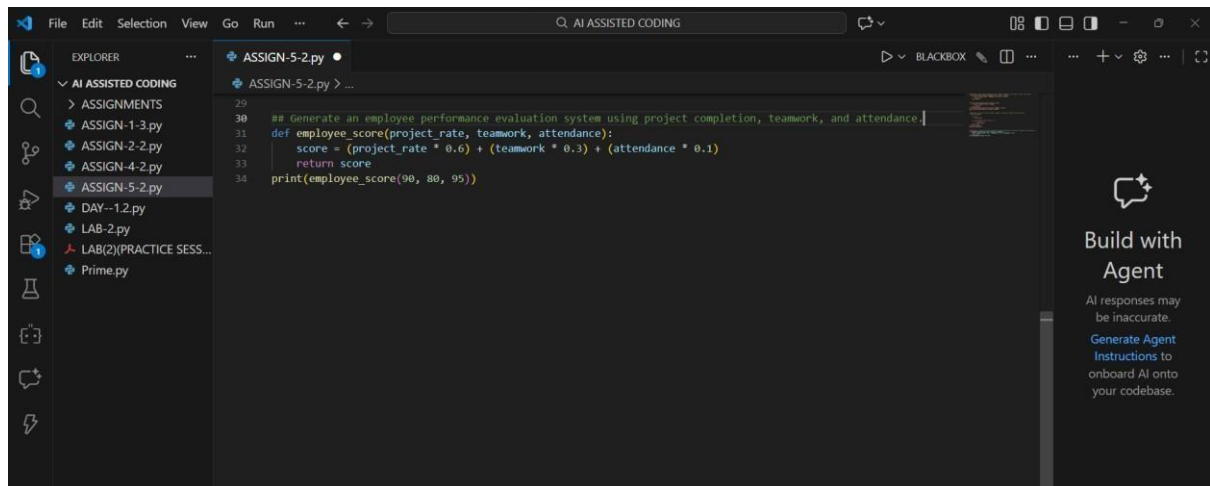 File Edit Selection View Go Run ... AI ASSISTED CODING
EXPLORER ...
AI ASSISTED CODING
ASSIGNMENTS
ASSIGN-1-3.py
ASSIGN-2-2.py
ASSIGN-4-2.py
ASSIGN-5-2.py
DAY--1.2.py
LAB-2.py
LAB(2)(PRACTICE SESS...
Prime.py
1
1
ASSIGN-5-2.py ● BLACKBOX ...
ASSIGN-5-2.py > ...
29
30 ## Generate an employee performance evaluation system using project completion, teamwork, and attendance.
31 def employee_score(project_rate, teamwork, attendance):
32 score = (project_rate * 0.6) + (teamwork * 0.3) + (attendance * 0.1)
33 return score
34 print(employee_score(90, 80, 95))
Build with
Agent
AI responses may
be inaccurate.
Generate Agent
Instructions to
onboard AI onto
your codebase.